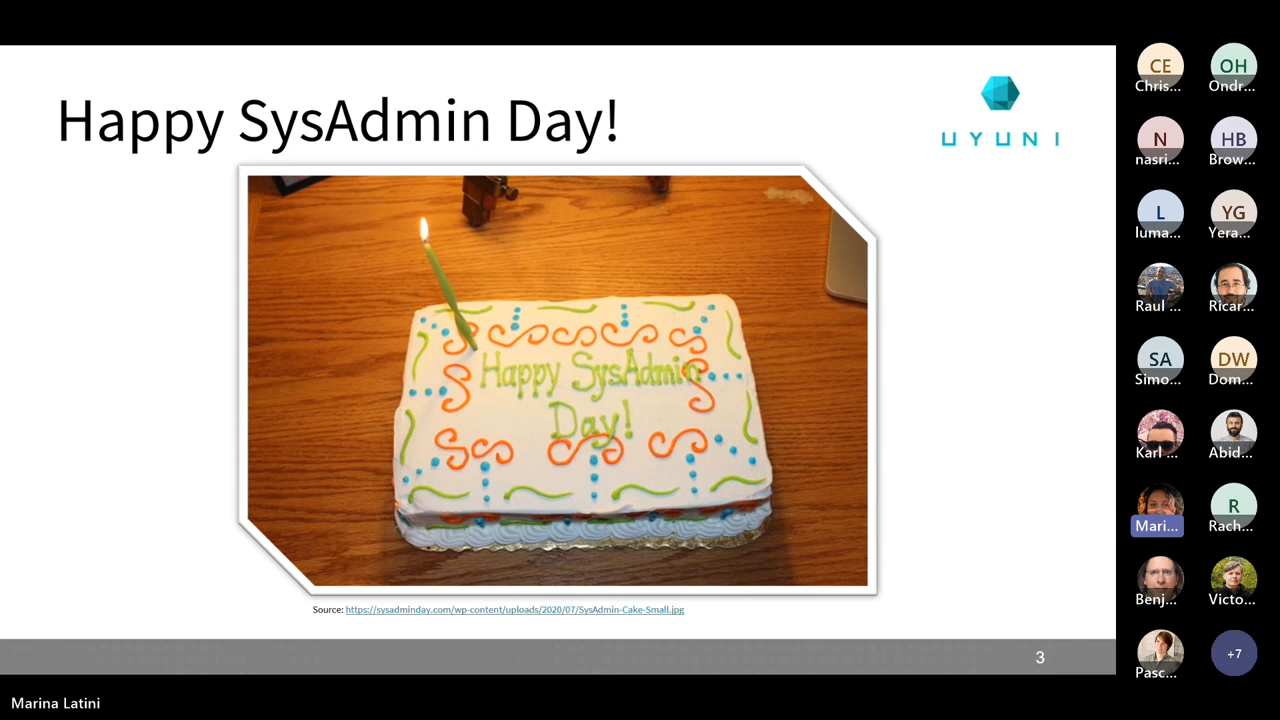 Happy SysAdmin Day!
UYUNI
Happy SysAdmin
Day!
Source: https://sysadminday.com/wp-content/uploads/2020/07/SysAdmin-Cake-Small.jpg
3
Marina Latini
CE
Chris...
OH
Ondr...
N
nasri...
HB
Brow...
L
luma...
YG
Yera...
Raul ...
Ricar...
SA
Simo...
DW
Dom...
Karl ...
Abid...
Mari...
R
Rach...
Benj...
Victo...
Pasc...
+7